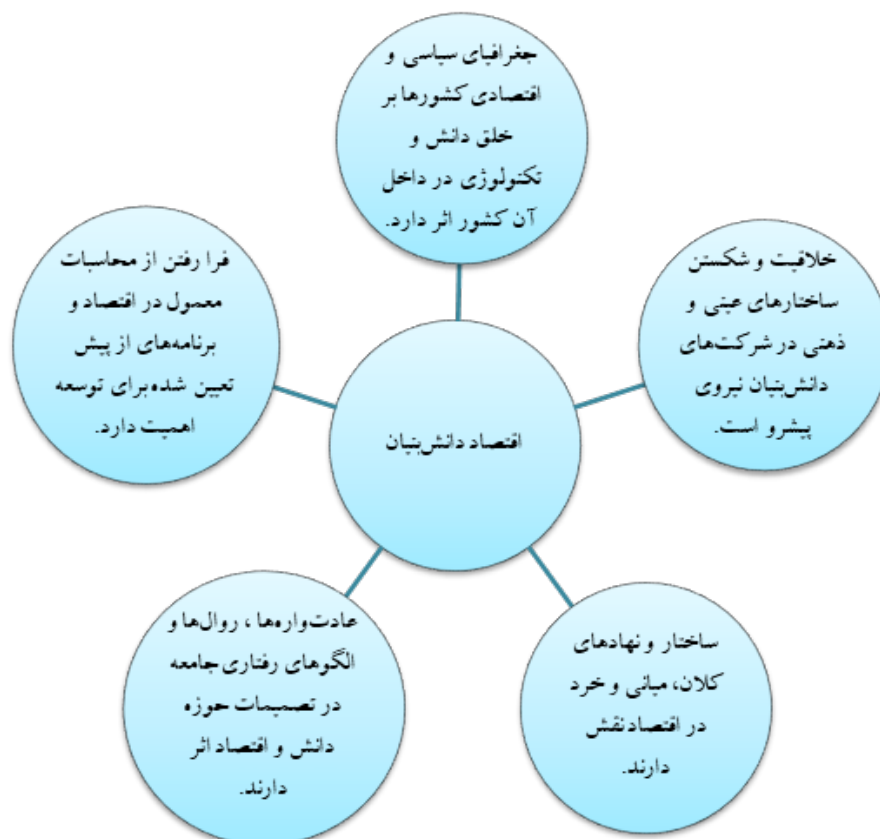 جغرافیای سیاسی و
اقتصادی کشورها بر
خلق دانش و
تکنولوژی در داخل
آن کشور اثر دارد.
خلاقیت و شکستن
ساختارهای عینی و
ذهنی در شرکت‌های
دانش‌بنیان نیروی
پیشرو است.
فرا رفتن از محاسبات
معمول در اقتصاد و
برنامه‌های از پیش
تعیین شده برای توسعه
اهمیت دارد.
اقتصاد دانش‌بنیان
ساختار و نهادهای
کلان، میانی و خرد
در اقتصاد نقش
دارند.
عادت‌واره‌ها ، روال‌ها و
الگوهای رفتاری جامعه
در تصمیمات حوزه
دانش و اقتصاد اثر
دارند.